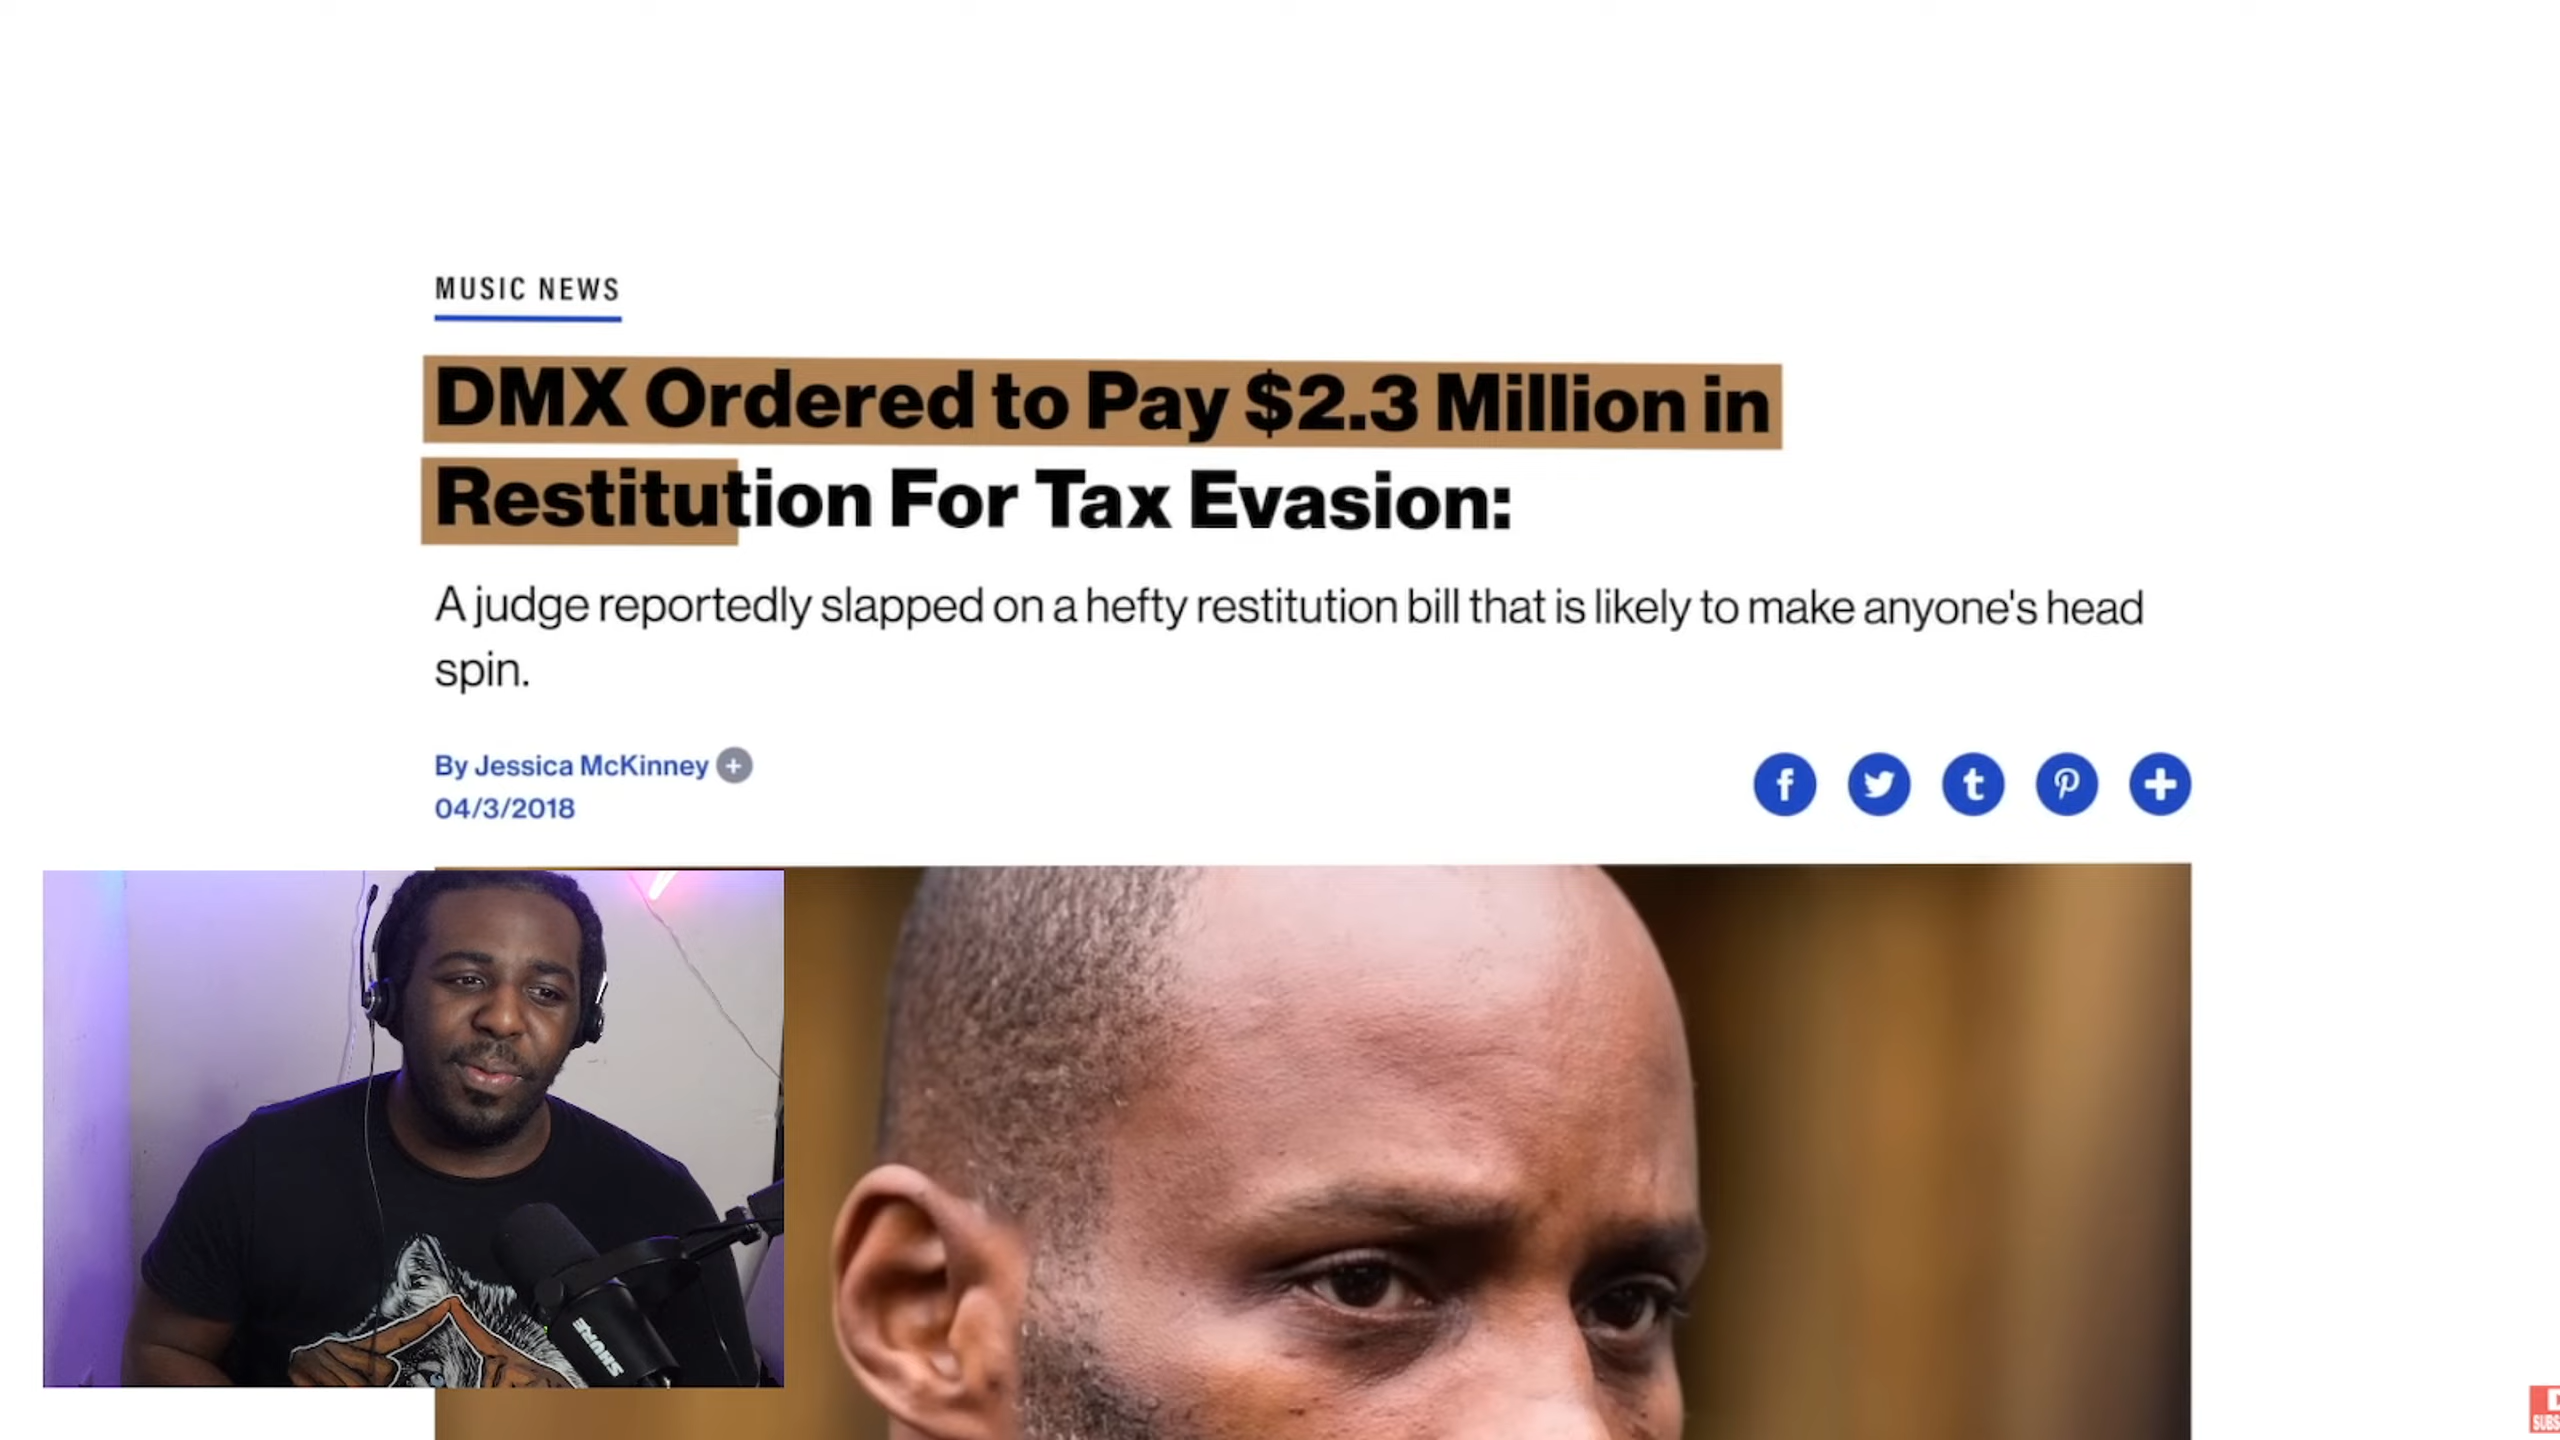 MUSIC NEWS
DMX Ordered to Pay $2.3 Million in
Restitution For Tax Evasion:
A judge reportedly slapped on a hefty restitution bill that is likely to make anyone's head
spin.
By Jessica McKinney
04/3/2018
SHURE